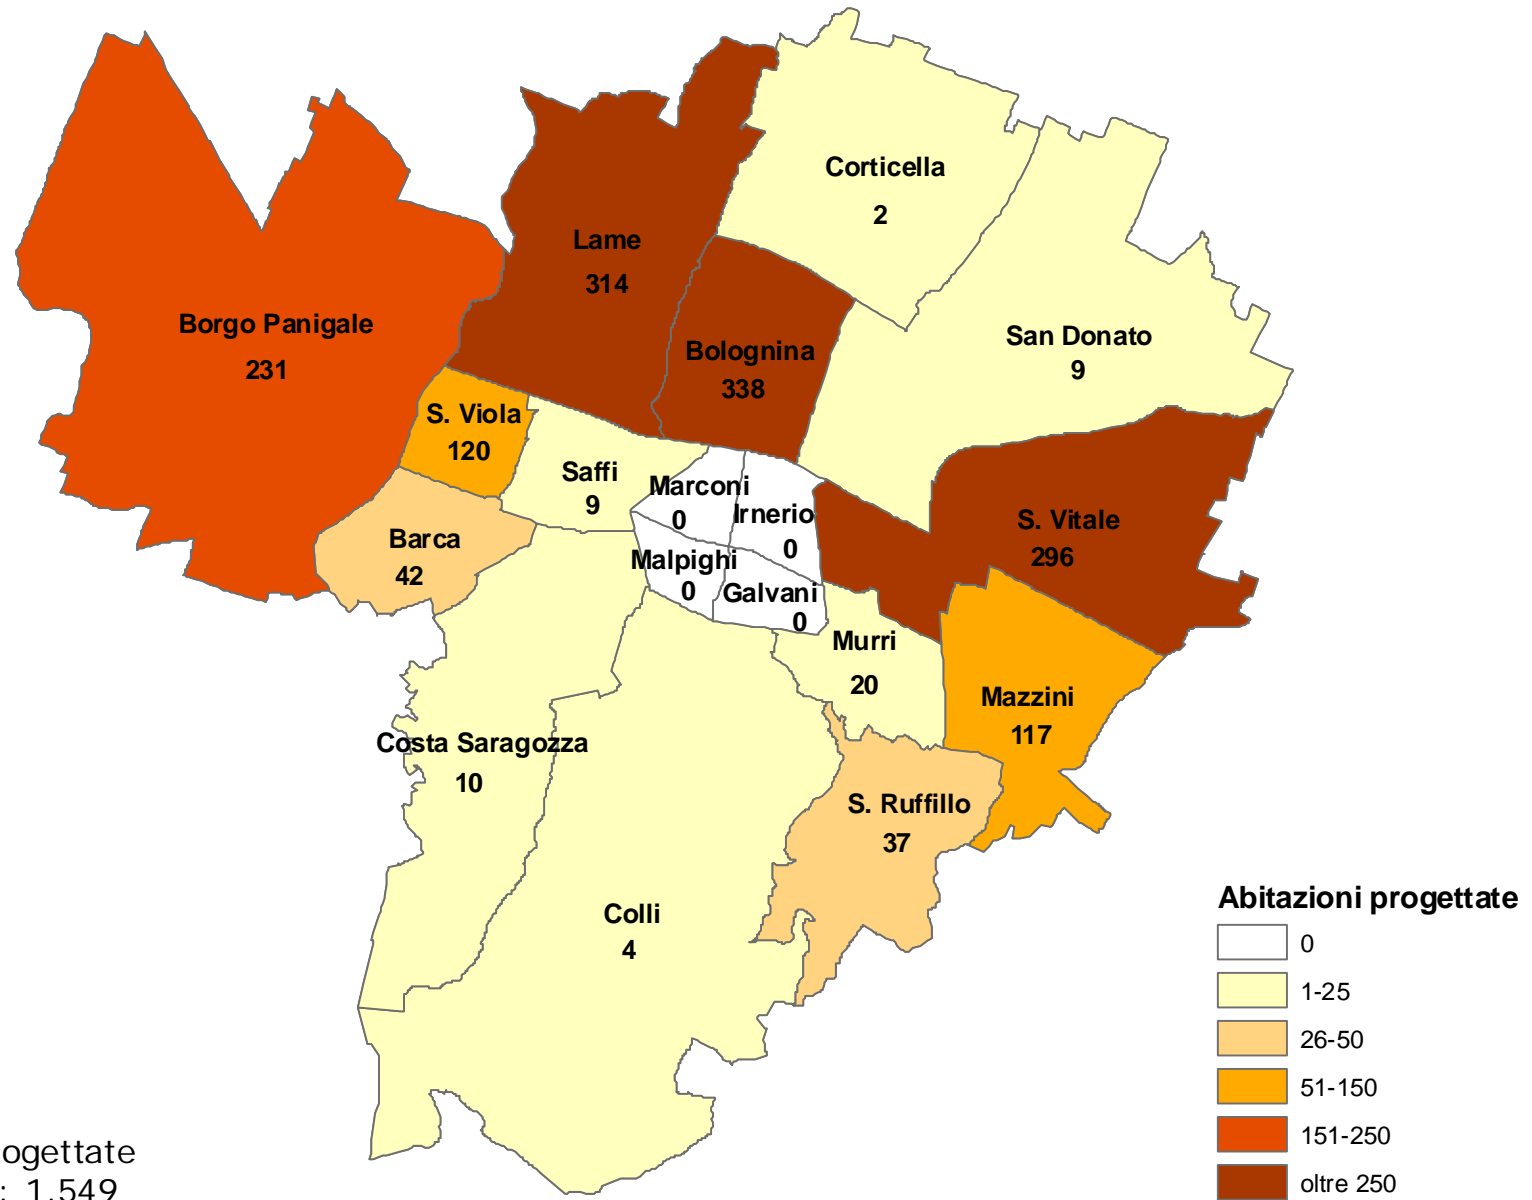 Corticella
2
Lame
314
Borgo Panigale
231
San Donato
9
Bolognina
338
S. Viola
120
Saffi
9
Marconi
0
Irnerio
0
S. Vitale
296
Barca
42
Malpighi
0
Galvani
0
Murri
20
Mazzini
117
Costa Saragozza
10
S. Ruffillo
37
Colli
4
Abitazioni progettate
0
1-25
26-50
51-150
151-250
oltre 250
ogettate
: 1.549